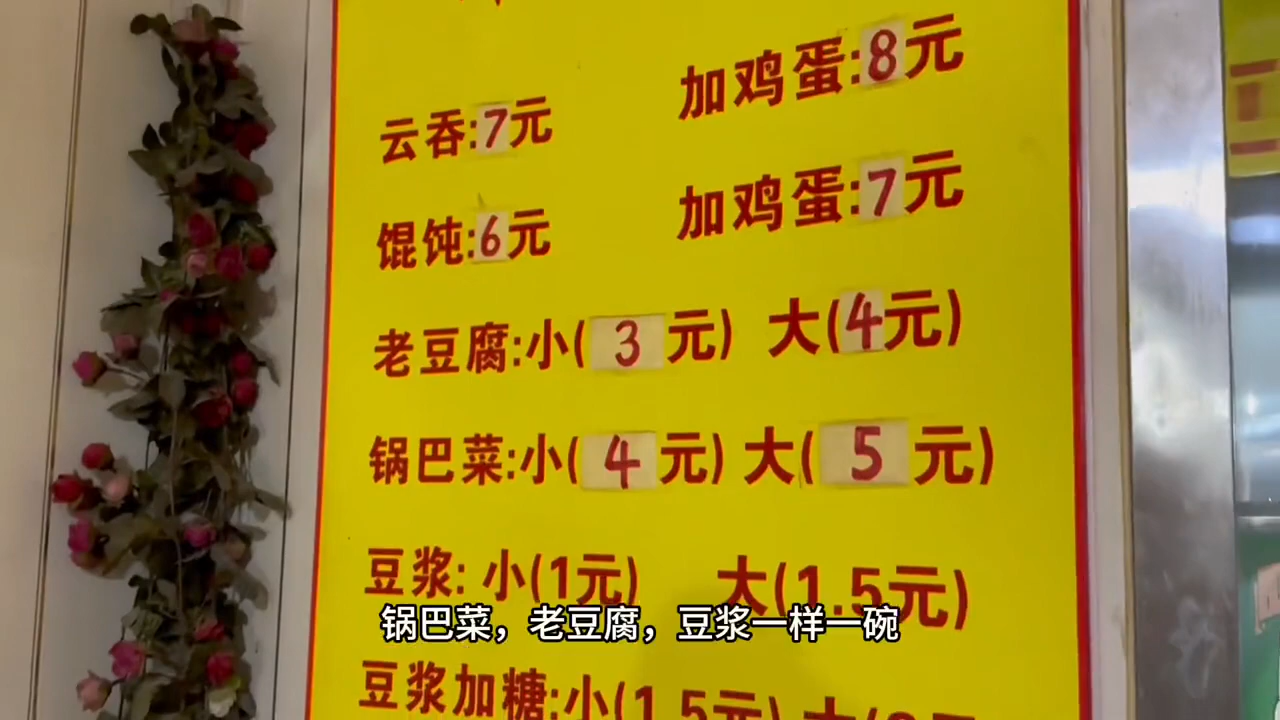 云吞:7元 加鸡蛋:8元
馄饨:6元 加鸡蛋:7元
老豆腐:小(3元) 大(4元)
锅巴菜:小(4元) 大(5元)
豆浆: 小(1元) 大(1.5元)
锅巴菜，老豆腐，豆浆一样一碗
豆浆加糖:小(1.5元) 大(